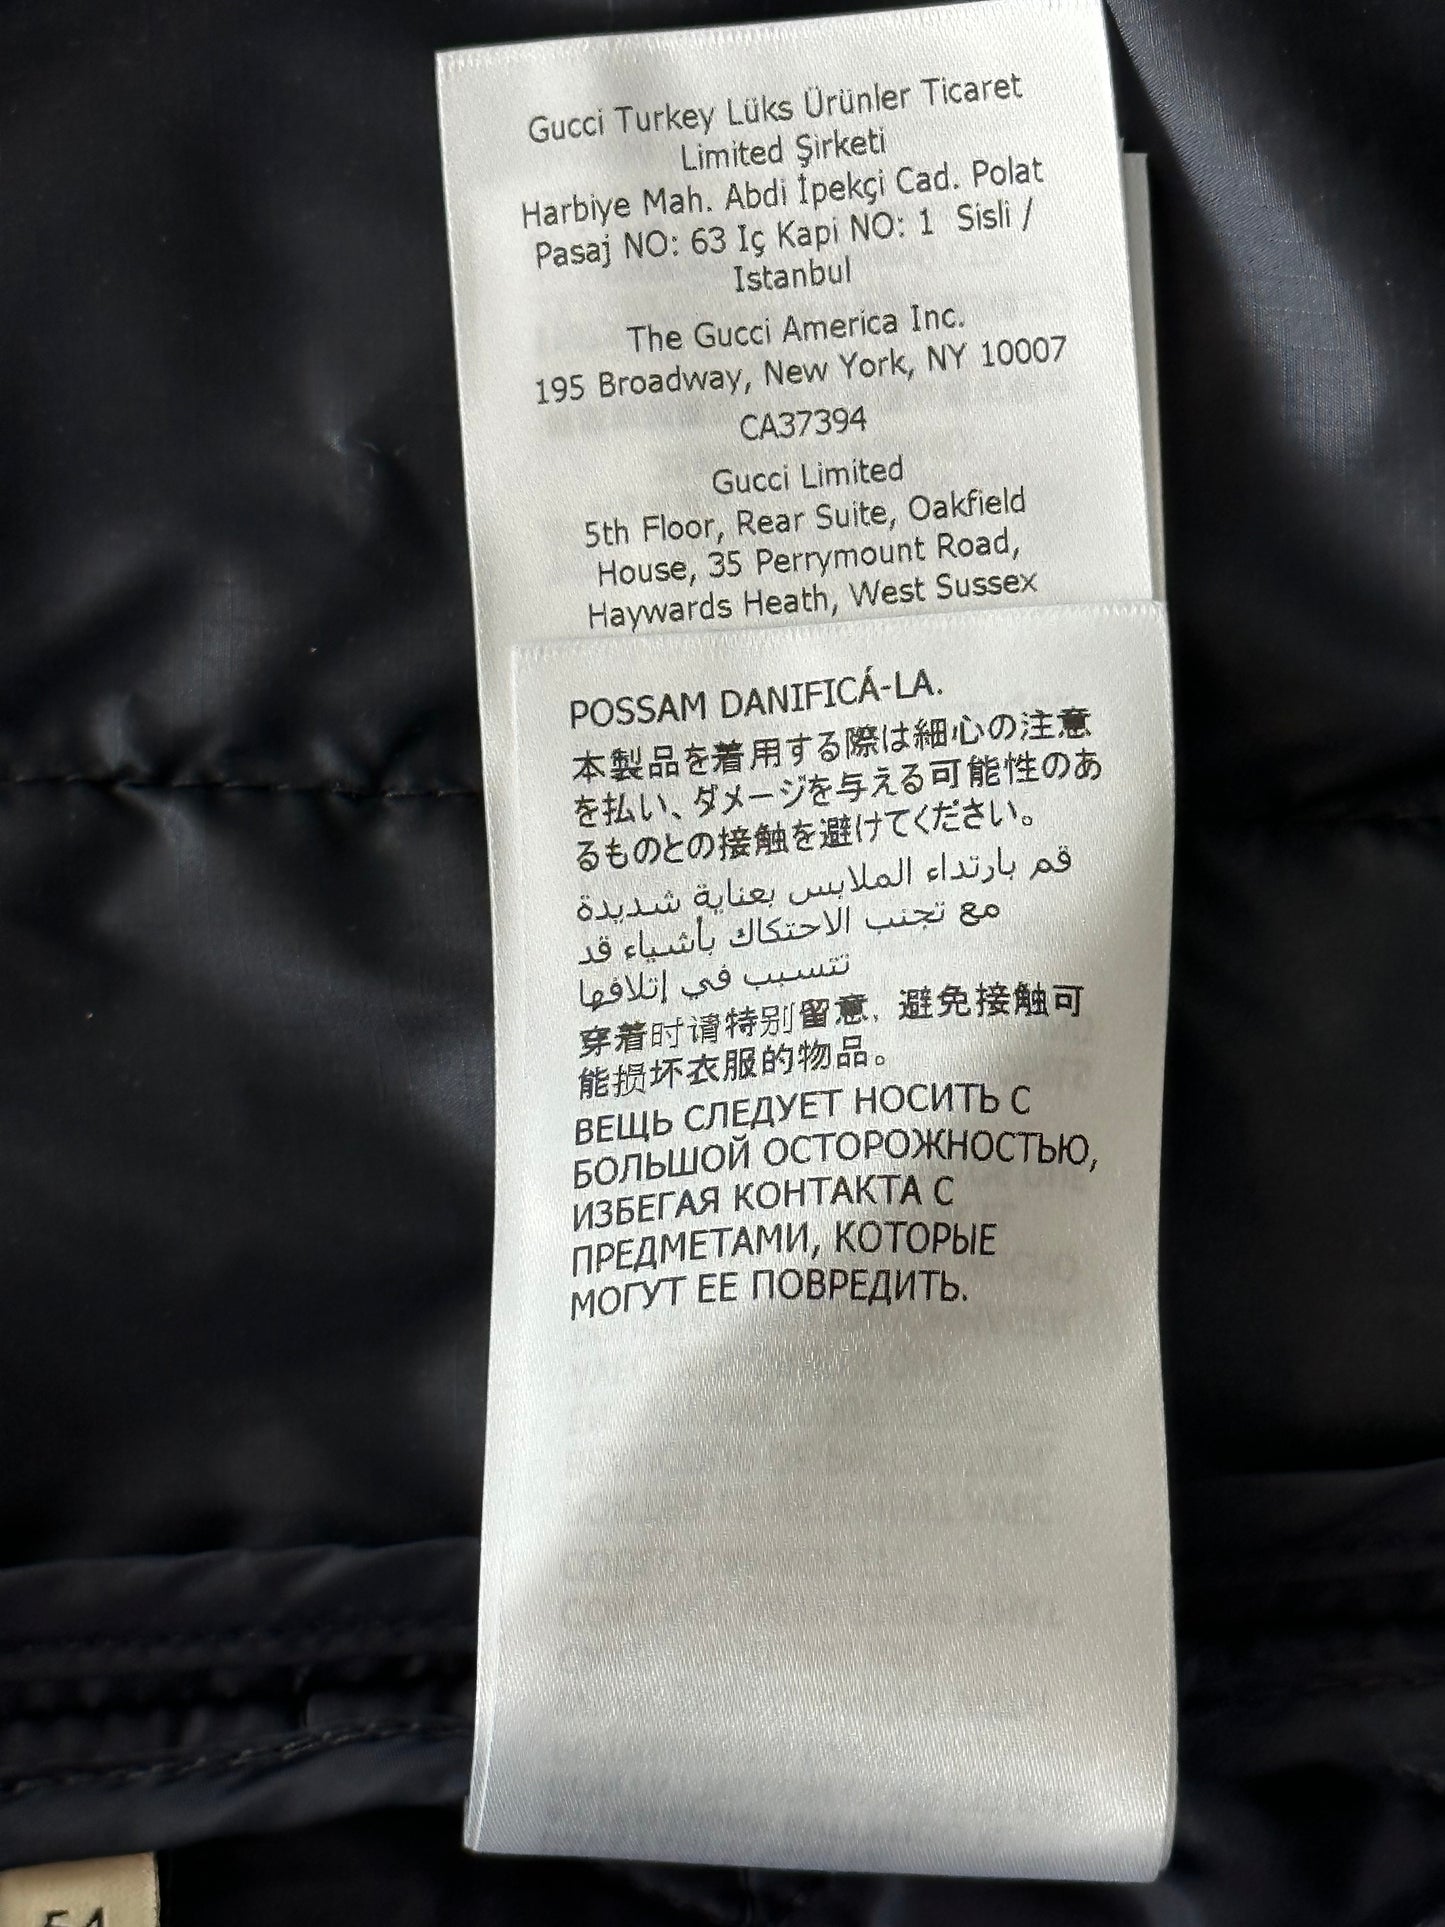 Gucci Turkey Lüks Ürünler Ticaret
Limited Şirketi
Harbiye Mah. Abdi İpekçi Cad. Polat
Pasaj NO: 63 Iç Kapi NO: 1 Sisli /
Istanbul
The Gucci America Inc.
195 Broadway, New York, NY 10007
CA37394
Gucci Limited
5th Floor, Rear Suite, Oakfield
House, 35 Perrymount Road,
Haywards Heath, West Sussex
POSSAM DANIFICÁ-LA.
本製品を着用する際は細心の注意
を払い、ダメージを与える可能性のあ
るものとの接触を避けてください。
قم بارتداء الملابس بعناية شديدة
مع تجنب الاحتكاك بأشياء قد
تتسبب في إتلافها
穿着时请特别留意, 避免接触可
能损坏衣服的物品。
ВЕЩЬ СЛЕДУЕТ НОСИТЬ С
БОЛЬШОЙ ОСТОРОЖНОСТЬЮ,
ИЗБЕГАЯ КОНТАКТА С
ПРЕДМЕТАМИ, КОТОРЫЕ
МОГУТ ЕЕ ПОВРЕДИТЬ.
54